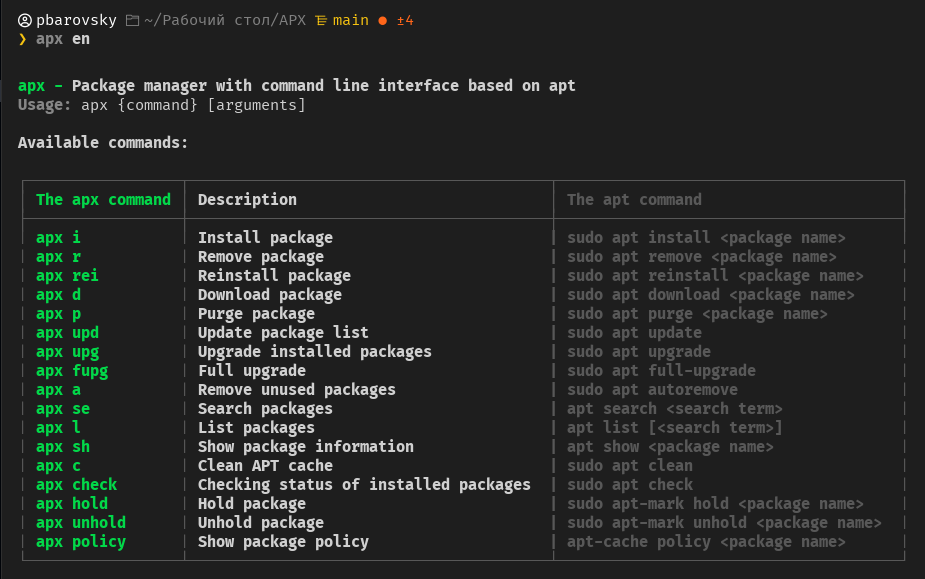 pbarovsky ~/Рабочий стол/APX main ● ±4
❯ apx en
apx - Package manager with command line interface based on apt
Usage: apx {command} [arguments]
Available commands:
The apx command | Description | The apt command
apx i | Install package | sudo apt install <package name>
apx r | Remove package | sudo apt remove <package name>
apx rei | Reinstall package | sudo apt reinstall <package name>
apx d | Download package | sudo apt download <package name>
apx p | Purge package | sudo apt purge <package name>
apx upd | Update package list | sudo apt update
apx upg | Upgrade installed packages | sudo apt upgrade
apx fupg | Full upgrade | sudo apt full-upgrade
apx a | Remove unused packages | sudo apt autoremove
apx se | Search packages | apt search <search term>
apx l | List packages | apt list [<search term>]
apx sh | Show package information | apt show <package name>
apx c | Clean APT cache | sudo apt clean
apx check | Checking status of installed packages | sudo apt check
apx hold | Hold package | sudo apt-mark hold <package name>
apx unhold | Unhold package | sudo apt-mark unhold <package name>
apx policy | Show package policy | apt-cache policy <package name>